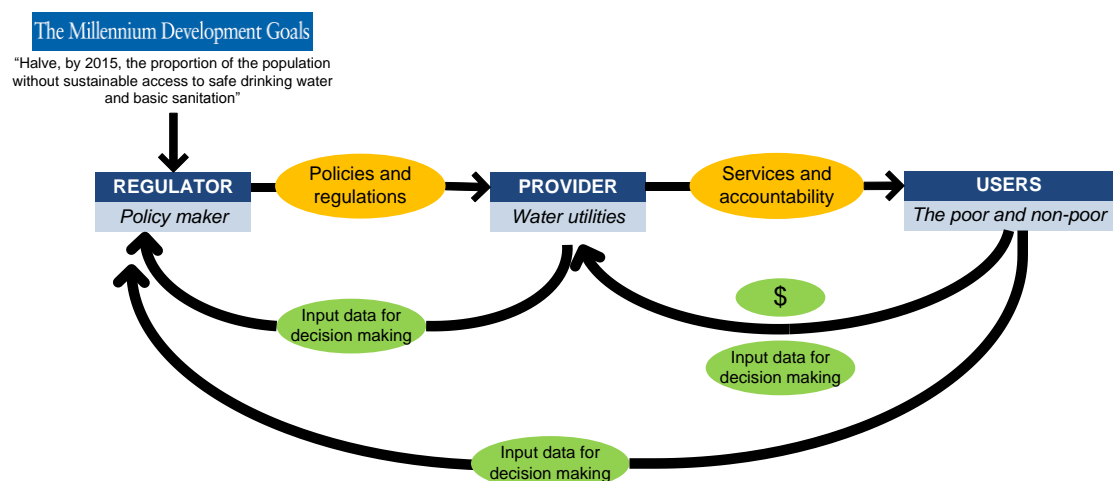 The Millennium Development Goals
“Halve, by 2015, the proportion of the population
without sustainable access to safe drinking water
and basic sanitation”
REGULATOR
Policy maker
Policies and
regulations
PROVIDER
Water utilities
Services and
accountability
USERS
The poor and non-poor
Input data for
decision making
$
Input data for
decision making
Input data for
decision making